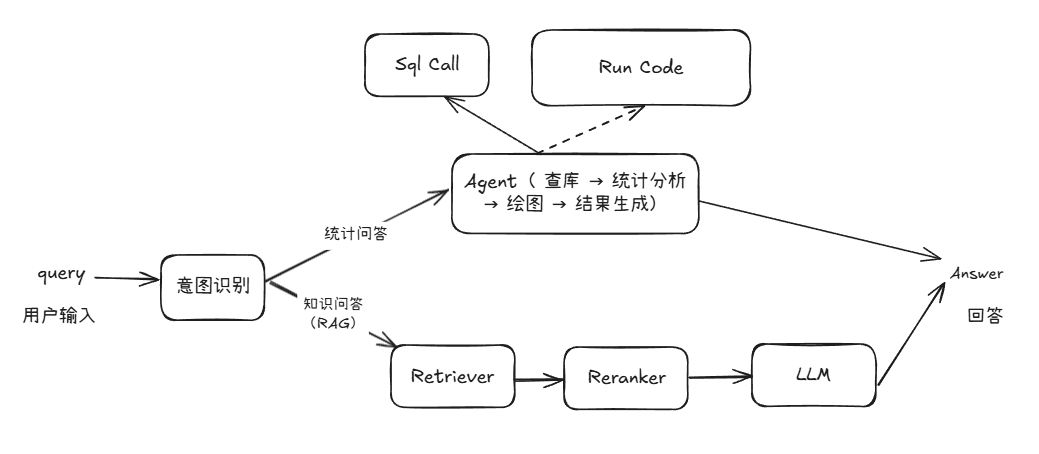 Sql Call
Run Code
Agent（ 查库 → 统计分析
→ 绘图 → 结果生成）
统计问答
query
用户输入
意图识别
知识问答
（RAG）
Answer
回答
Retriever
Reranker
LLM